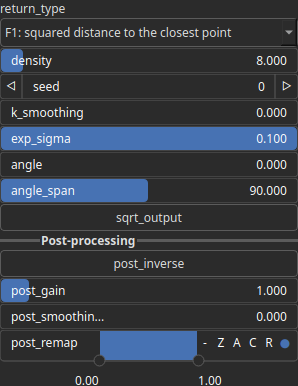 return_type
F1: squared distance to the closest point
density 8.000
seed 0
k_smoothing 0.000
exp_sigma 0.100
angle 0.000
angle_span 90.000
sqrt_output
Post-processing
post_inverse
post_gain 1.000
post_smoothin... 0.000
post_remap - Z A C R
0.00 1.00